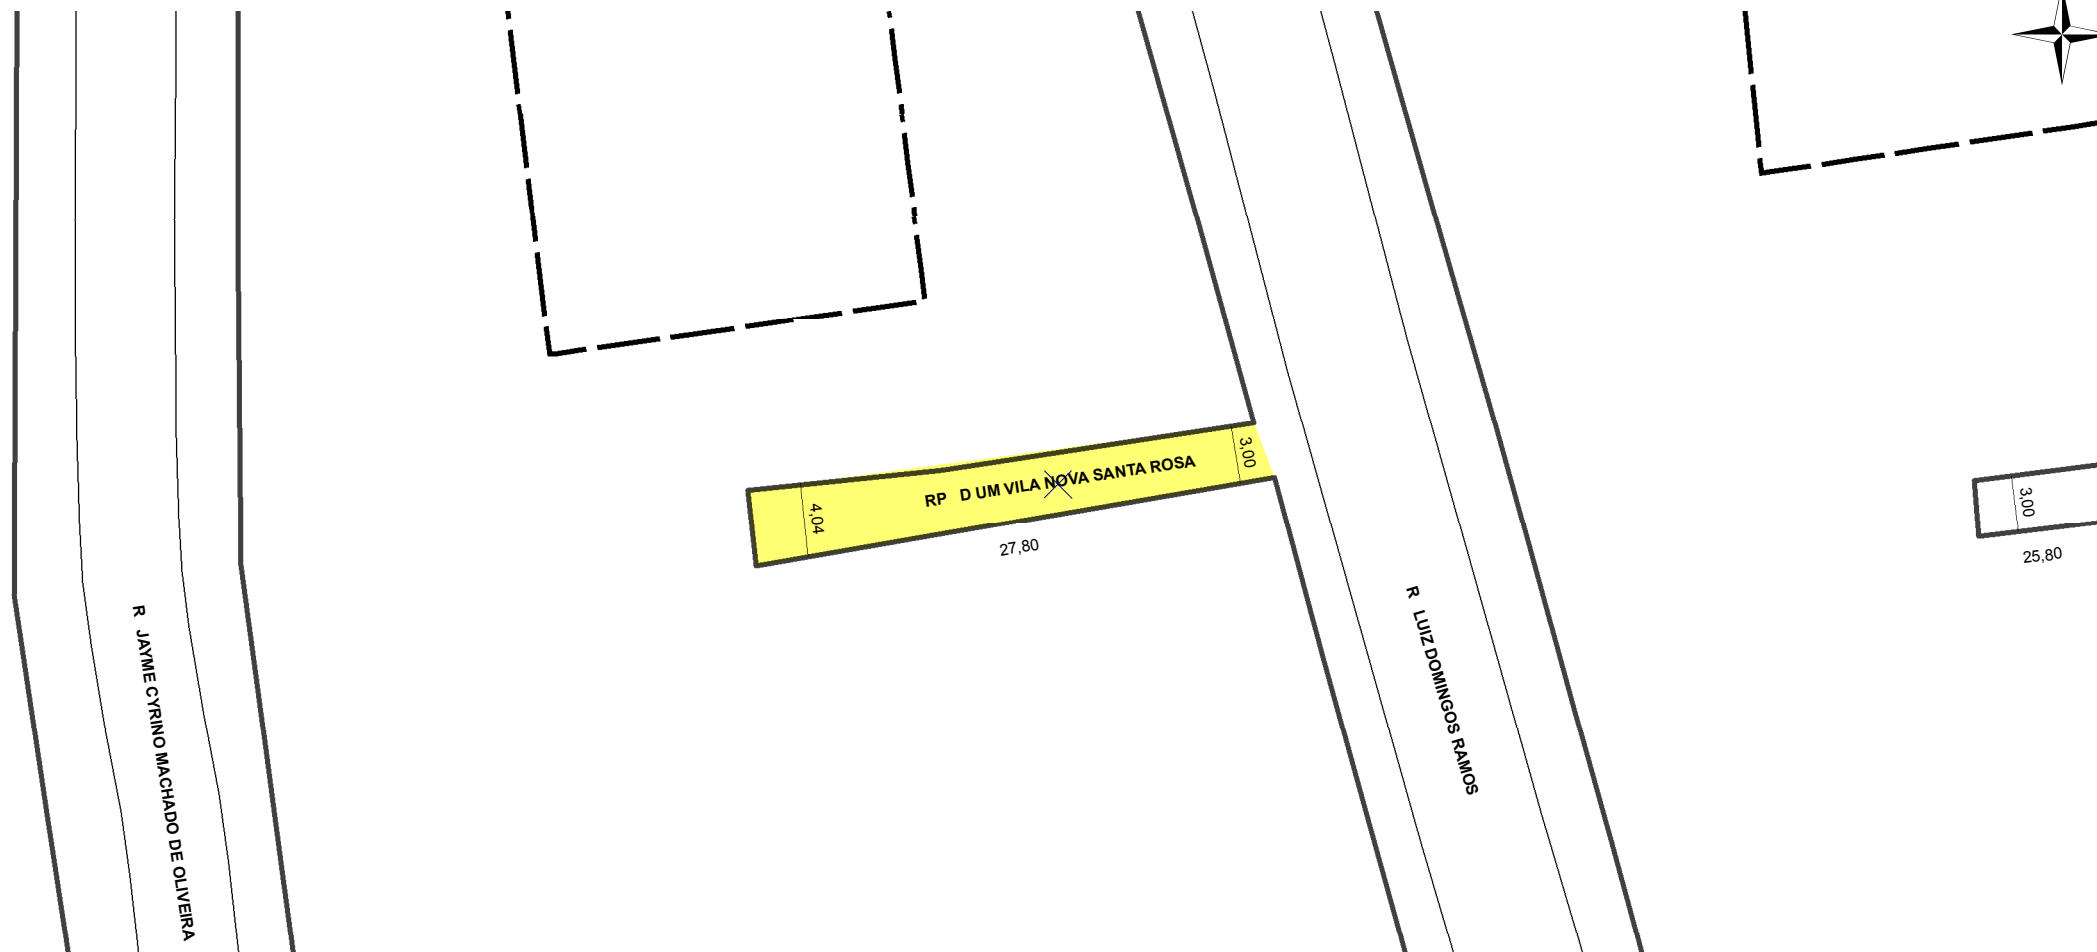 RP D UM VILA NOVA SANTA ROSA
3,00
4,04
27,80
3,00
25,80
R LUIZ DOMINGOS RAMOS
R JAYME CYRINO MACHADO DE OLIVEIRA